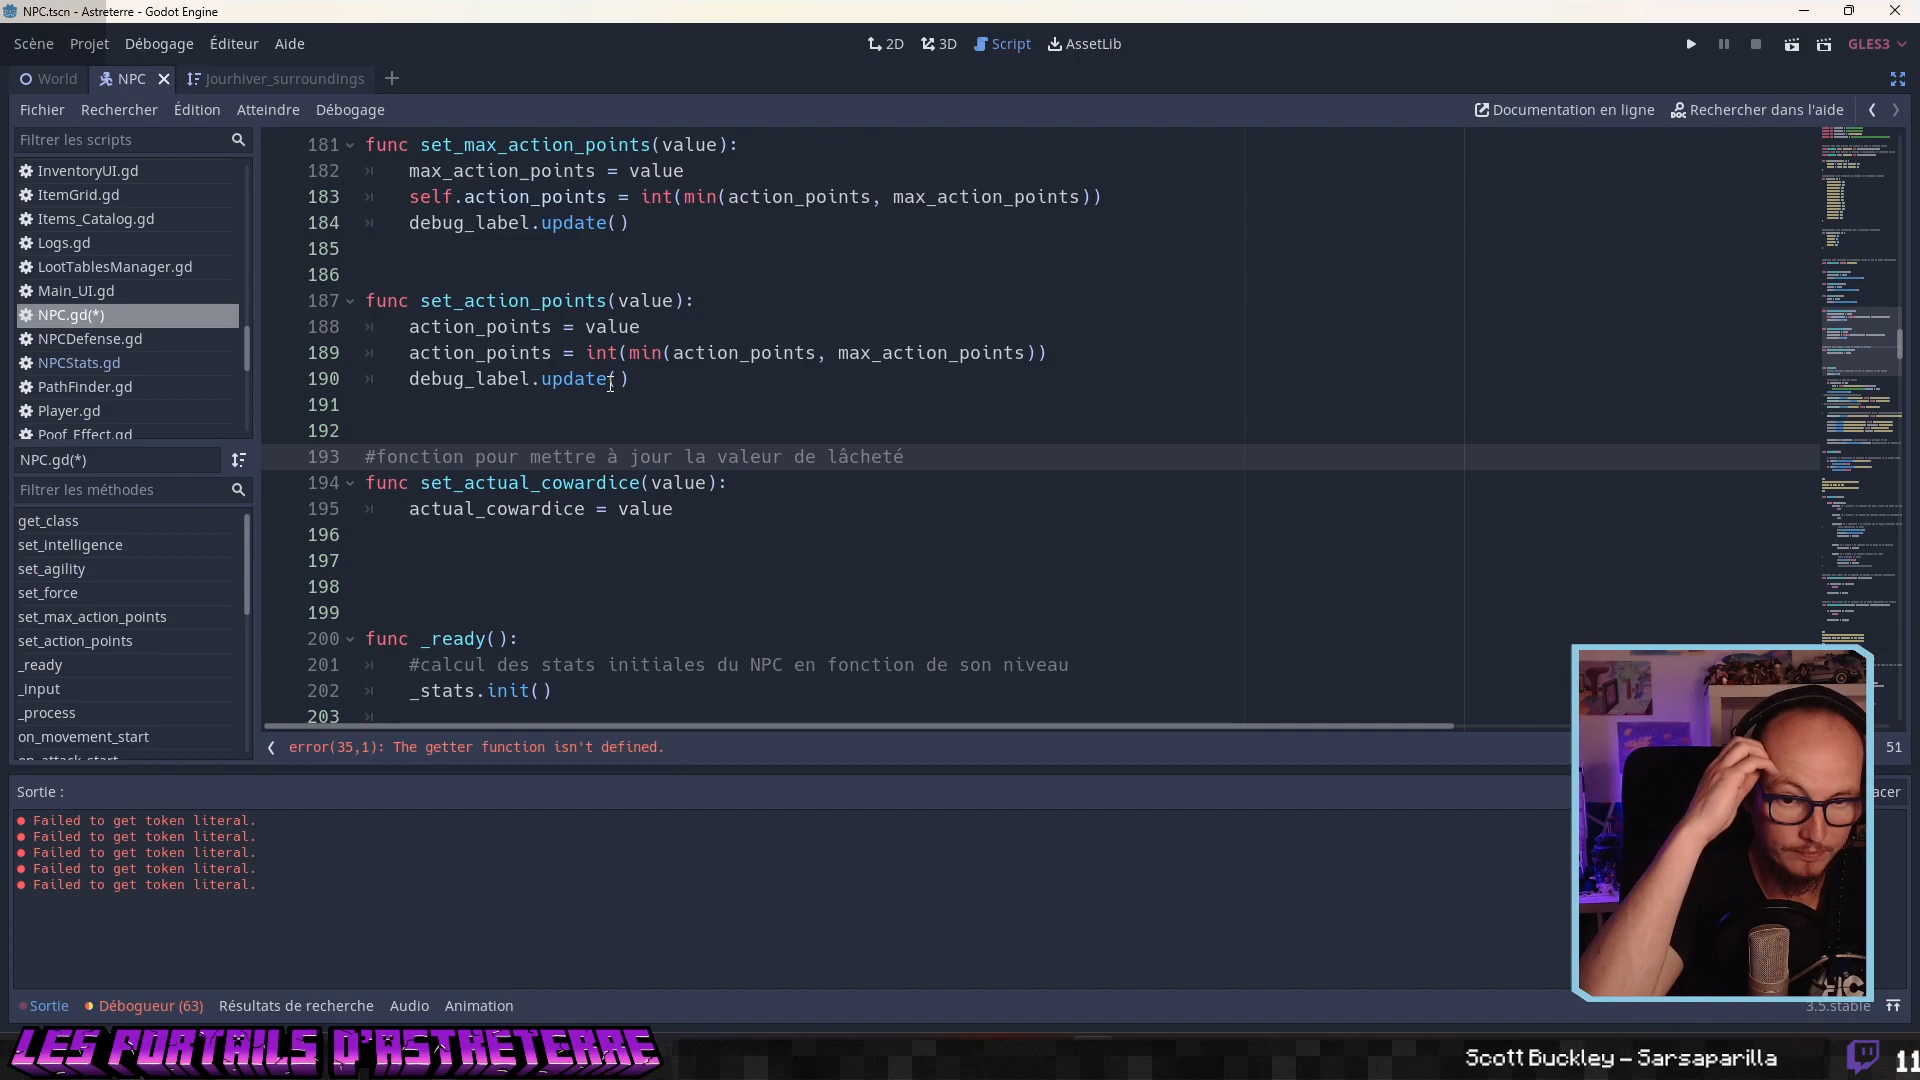 NPC.tscn - Astreterre - Godot Engine
Scène Projet Débogage Éditeur Aide
2D 3D Script AssetLib
GLES3
World NPC Jourhiver_surroundings
Fichier Rechercher Édition Atteindre Débogage
Documentation en ligne Rechercher dans l'aide
Filtrer les scripts
InventoryUI.gd
ItemGrid.gd
Items_Catalog.gd
Logs.gd
LootTablesManager.gd
Main_UI.gd
NPC.gd(*)
NPCDefense.gd
NPCStats.gd
PathFinder.gd
Player.gd
Poof_Effect.gd
NPC.gd(*)
Filtrer les méthodes
get_class
set_intelligence
set_agility
set_force
set_max_action_points
set_action_points
_ready
_input
_process
on_movement_start
on_attack_start
181 func set_max_action_points(value):
182 max_action_points = value
183 self.action_points = int(min(action_points, max_action_points))
184 debug_label.update()
185
186
187 func set_action_points(value):
188 action_points = value
189 action_points = int(min(action_points, max_action_points))
190 debug_label.update()
191
192
193 #fonction pour mettre à jour la valeur de lâcheté
194 func set_actual_cowardice(value):
195 actual_cowardice = value
196
197
198
199
200 func _ready():
201 #calcul des stats initiales du NPC en fonction de son niveau
202 _stats.init()
203
error(35,1): The getter function isn't defined.
51
Sortie :
acer
Failed to get token literal.
Failed to get token literal.
Failed to get token literal.
Failed to get token literal.
Failed to get token literal.
Sortie Débogueur (63) Résultats de recherche Audio Animation
3.5.stable
LES PORTAILS D'ASTRETERRE
Scott Buckley – Sarsaparilla
11